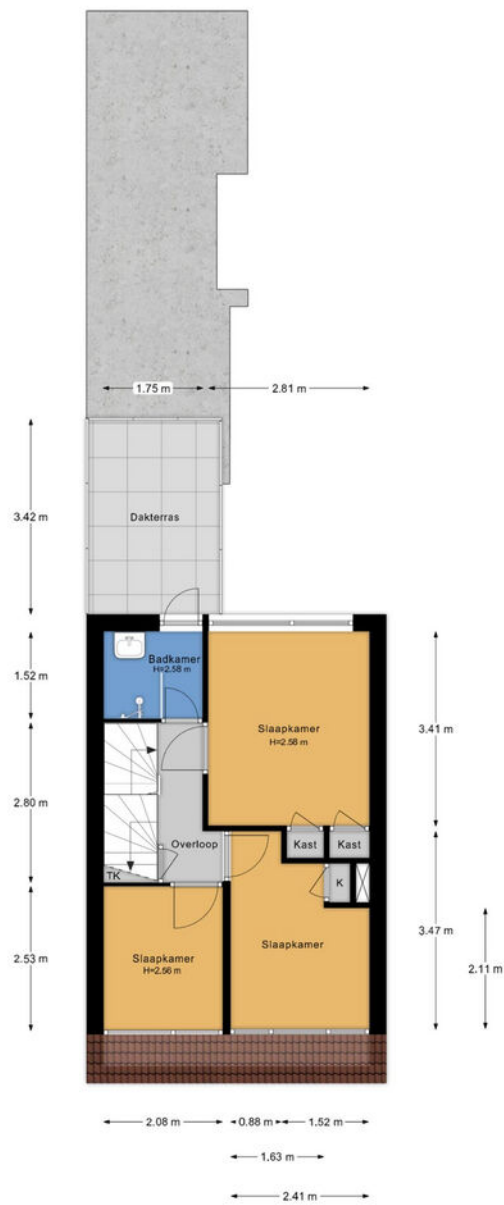 1.75 m
2.81 m
3.42 m
Dakterras
1.52 m
Badkamer
H=2.58 m
Slaapkamer
H=2.58 m
3.41 m
2.80 m
Overloop
Kast
Kast
TK
K
3.47 m
2.53 m
Slaapkamer
H=2.56 m
Slaapkamer
2.11 m
2.08 m
0.88 m
1.52 m
1.63 m
2.41 m